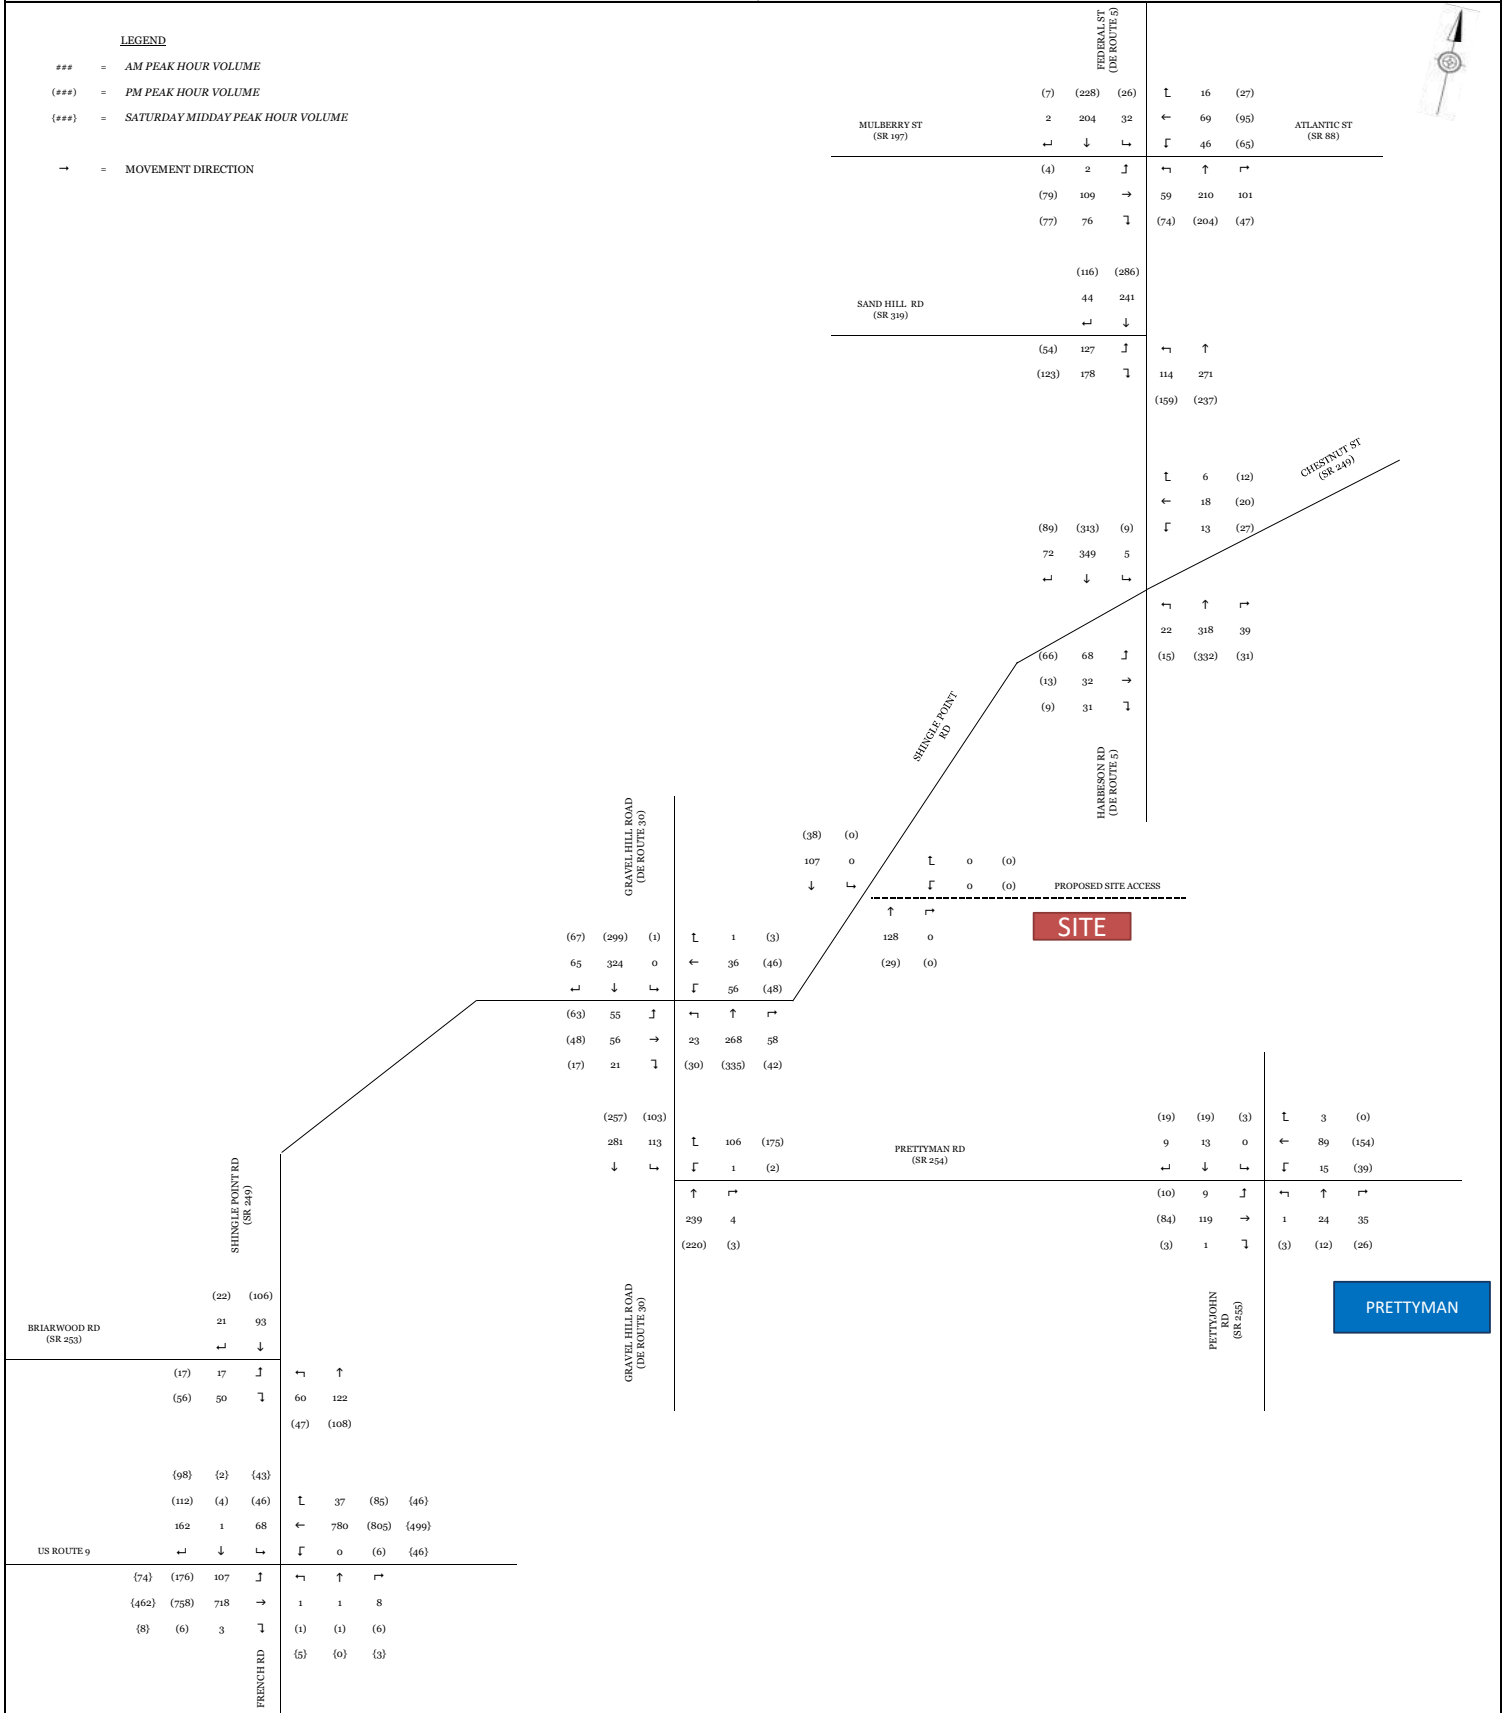 LEGEND
### = AM PEAK HOUR VOLUME
(###) = PM PEAK HOUR VOLUME
{###} = SATURDAY MIDDAY PEAK HOUR VOLUME
→ = MOVEMENT DIRECTION
FEDERAL ST
(DE ROUTE 5)
(7) (228) (26) ↑ 16 (27)
MULBERRY ST
(SR 197)
2 204 32 ← 69 (95)
ATLANTIC ST
(SR 88)
↵ ↓ ↳ ↓ 46 (65)
(4) 2 ↑ ↰ ↑ ↱
(79) 109 → 59 210 101
(77) 76 ↴ (74) (204) (47)
(116) (286)
SAND HILL RD
(SR 319)
44 241
↵ ↓
(54) 127 ↑ ↰ ↑
(123) 178 ↴ 114 271
(159) (237)
CHESTNUT ST
(SR 249)
↑ 6 (12)
← 18 (20)
(89) (313) (9) ↓ 13 (27)
72 349 5
↵ ↓ ↳
↰ ↑ ↱
22 318 39
(66) 68 ↑ (15) (332) (31)
(13) 32 →
(9) 31 ↴
SHINGLE POINT
RD
HARBESON RD
(DE ROUTE 5)
GRAVEL HILL ROAD
(DE ROUTE 30)
(38) (0)
107 0 ↑ 0 (0)
↓ ↳ ↓ 0 (0) PROPOSED SITE ACCESS
↑ ↱
128 0
(29) (0)
SITE
(67) (299) (1) ↑ 1 (3)
65 324 0 ← 36 (46)
↵ ↓ ↳ ↓ 56 (48)
(63) 55 ↑ ↰ ↑ ↱
(48) 56 → 23 268 58
(17) 21 ↴ (30) (335) (42)
(257) (103)
281 113 ↑ 106 (175)
↓ ↳ ↓ 1 (2)
PRETTYMAN RD
(SR 254)
↑ ↱
239 4
(220) (3)
(19) (19) (3) ↑ 3 (0)
9 13 0 ← 89 (154)
↵ ↓ ↳ ↓ 15 (39)
(10) 9 ↑ ↰ ↑ ↱
(84) 119 → 1 24 35
(3) 1 ↴ (3) (12) (26)
SHINGLE POINT RD
(SR 249)
GRAVEL HILL ROAD
(DE ROUTE 30)
PETTYJOHN
RD
(SR 255)
PRETTYMAN
(22) (106)
BRIARWOOD RD
(SR 253)
21 93
↵ ↓
(17) 17 ↑ ↰ ↑
(56) 50 ↴ 60 122
(47) (108)
{98} {2} {43}
(112) (4) (46) ↑ 37 (85) {46}
162 1 68 ← 780 (805) {499}
US ROUTE 9 ↵ ↓ ↳ ↓ 0 (6) {46}
{74} (176) 107 ↑ ↰ ↑ ↱
{462} (758) 718 → 1 1 8
{8} (6) 3 ↴ (1) (1) (6)
{5} {0} {3}
FRENCH RD